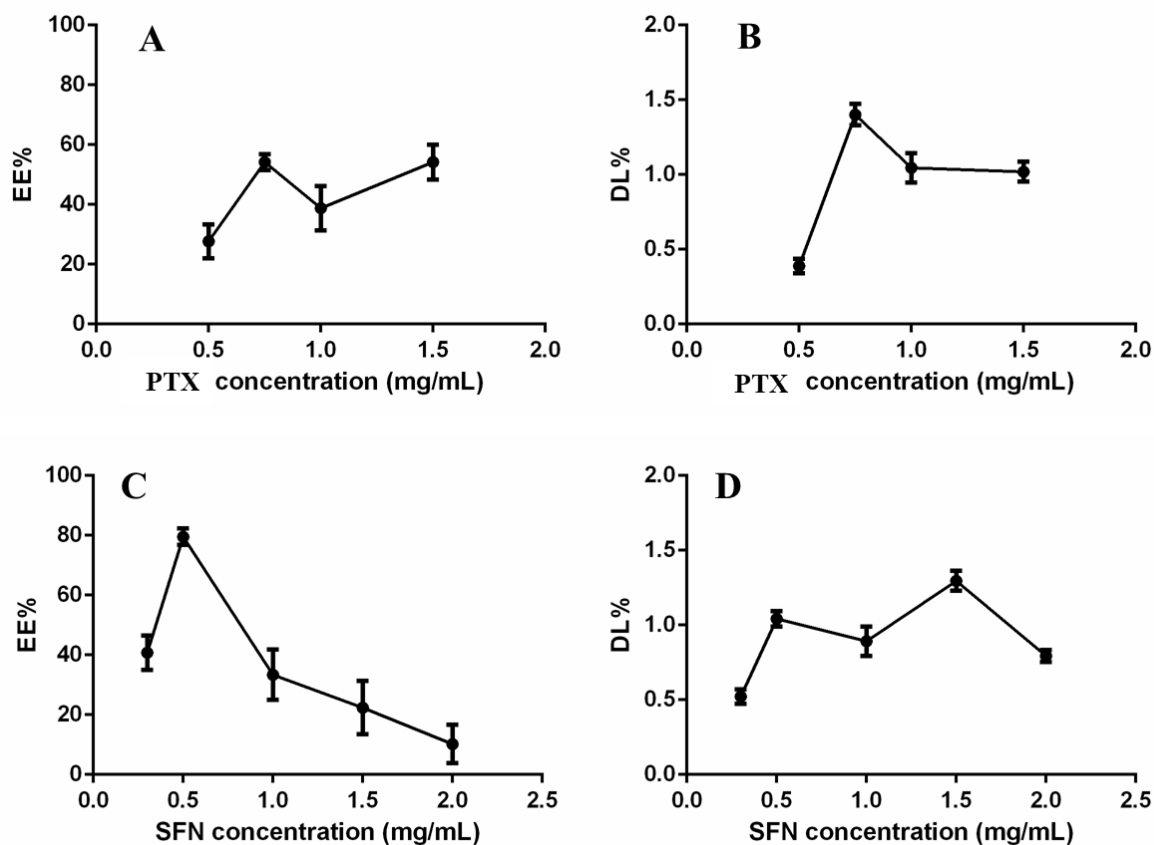 A
EE%
100
80
60
40
20
0
0.0 0.5 1.0 1.5 2.0
PTX concentration (mg/mL)
B
DL%
2.0
1.5
1.0
0.5
0.0
0.0 0.5 1.0 1.5 2.0
PTX concentration (mg/mL)
C
EE%
100
80
60
40
20
0
0.0 0.5 1.0 1.5 2.0 2.5
SFN concentration (mg/mL)
D
DL%
2.0
1.5
1.0
0.5
0.0
0.0 0.5 1.0 1.5 2.0 2.5
SFN concentration (mg/mL)